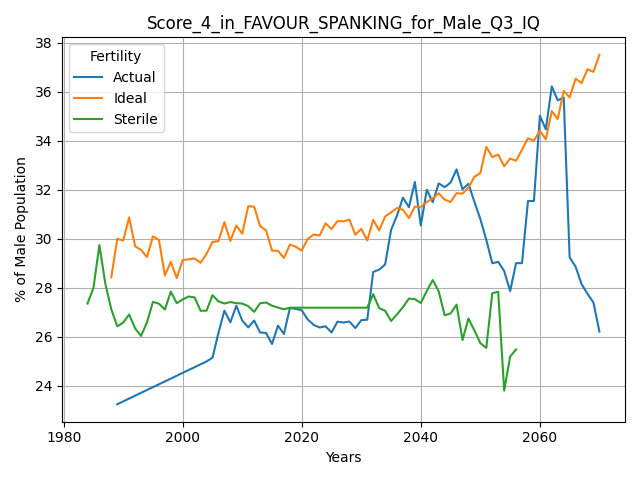 Score_4_in_FAVOUR_SPANKING_for_Male_Q3_IQ
Fertility
Actual
Ideal
Sterile
% of Male Population
38
36
34
32
30
28
26
24
1980
2000
2020
2040
2060
Years